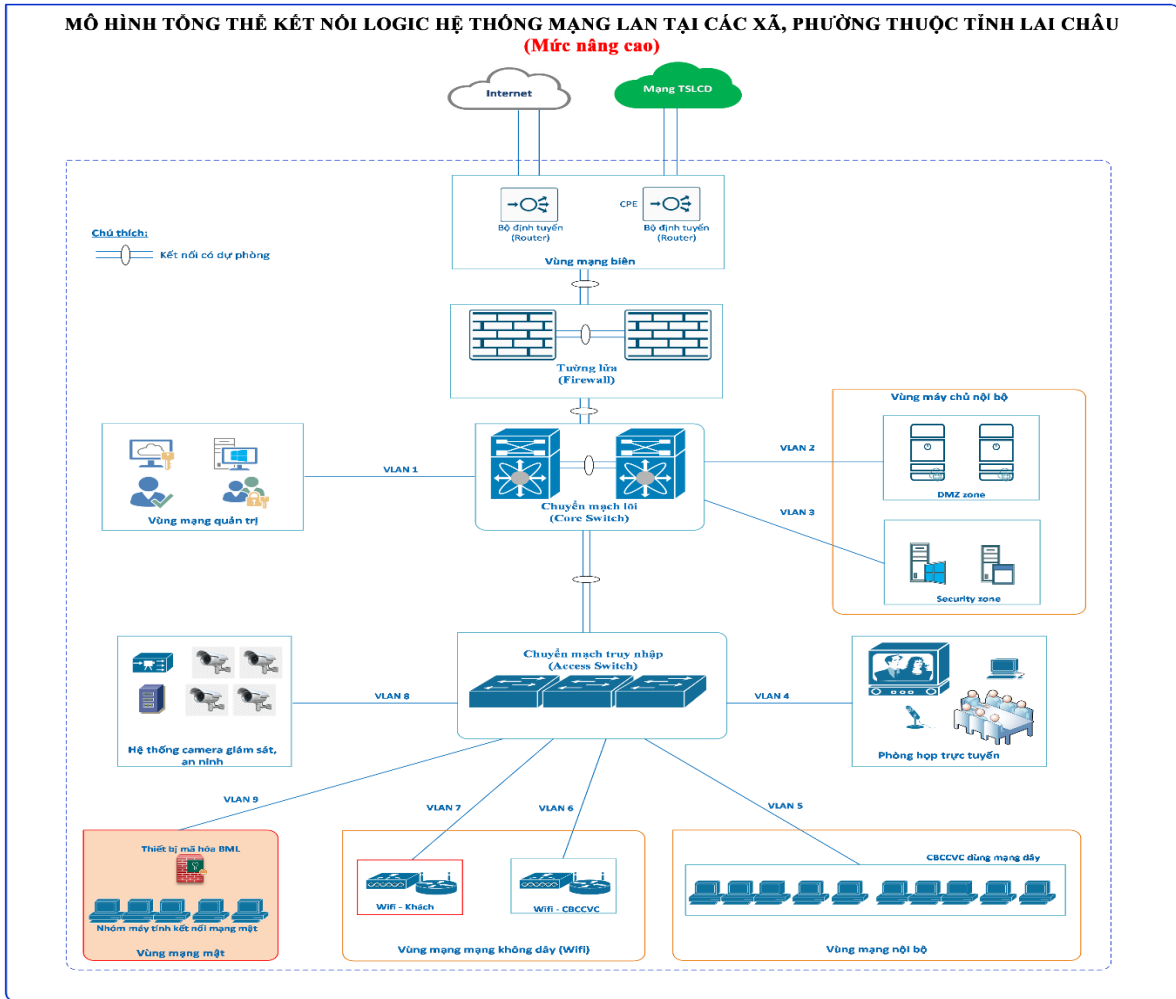 MÔ HÌNH TỔNG THỂ KẾT NỐI LOGIC HỆ THỐNG MẠNG LAN TẠI CÁC XÃ, PHƯỜNG THUỘC TỈNH LAI CHÂU
(Mức nâng cao)
Internet
Mạng TSLCD
CPE
Bộ định tuyến
(Router)
Bộ định tuyến
(Router)
Vùng mạng biên
Chú thích:
Kết nối có dự phòng
Tường lửa
(Firewall)
Vùng máy chủ nội bộ
VLAN 1
VLAN 2
DMZ zone
Vùng mạng quản trị
Chuyển mạch lõi
(Core Switch)
VLAN 3
Security zone
Chuyển mạch truy nhập
(Access Switch)
VLAN 8
VLAN 4
Hệ thống camera giám sát,
an ninh
Phòng họp trực tuyến
VLAN 9
VLAN 7
VLAN 6
VLAN 5
Thiết bị mã hóa BML
Nhóm máy tính kết nối mạng mật
Vùng mạng mật
Wifi - Khách
Wifi - CBCCVC
Vùng mạng mạng không dây (Wifi)
CBCCVC dùng mạng dây
Vùng mạng nội bộ